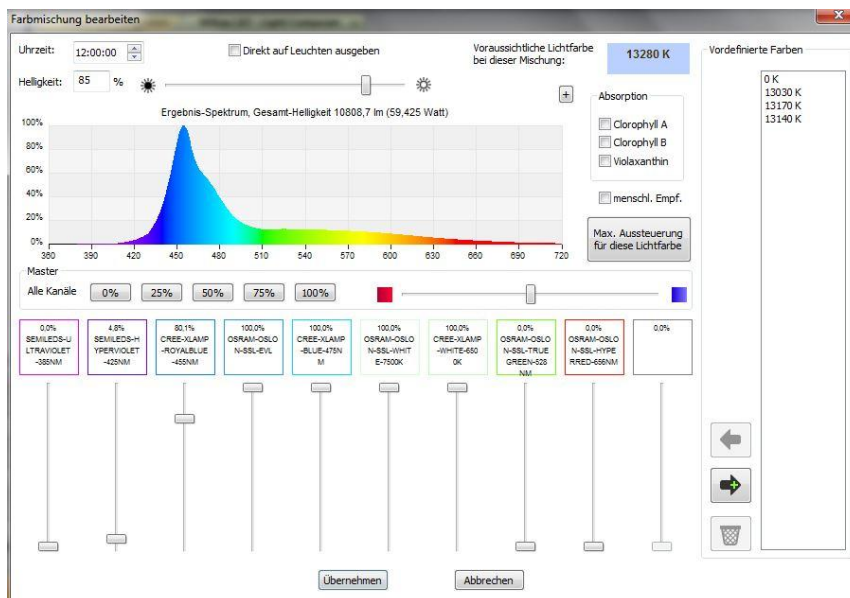 Farbmischung bearbeiten
Uhrzeit: 12:00:00
Direkt auf Leuchten ausgeben
Voraussichtliche Lichtfarbe
bei dieser Mischung:
13280 K
Vordefinierte Farben
Helligkeit: 85 %
0 K
13030 K
13170 K
13140 K
+
Absorption
Clorophyll A
Clorophyll B
Violaxanthin
menschl. Empf.
Max. Aussteuerung
für diese Lichtfarbe
Ergebnis-Spektrum, Gesamt-Helligkeit 10808,7 lm (59,425 Watt)
100%
80%
60%
40%
20%
0%
360 390 420 450 480 510 540 570 600 630 660 690 720
Master
Alle Kanäle 0% 25% 50% 75% 100%
0,0%
SEMILEDS-U
LTRAVIOLET
-385NM
4,8%
SEMILEDS-H
YPERVIOLET
-425NM
80,1%
CREE-XLAMP
-ROYALBLUE
-455NM
100,0%
OSRAM-OSLO
N-SSL-EVL
100,0%
CREE-XLAMP
-BLUE-475N
M
100,0%
OSRAM-OSLO
N-SSL-WHIT
E-7500K
100,0%
CREE-XLAMP
-WHITE-650
0K
0,0%
OSRAM-OSLO
N-SSL-TRUE
GREEN-528
NM
0,0%
OSRAM-OSLO
N-SSL-HYPE
RRED-656NM
0,0%
Übernehmen
Abbrechen